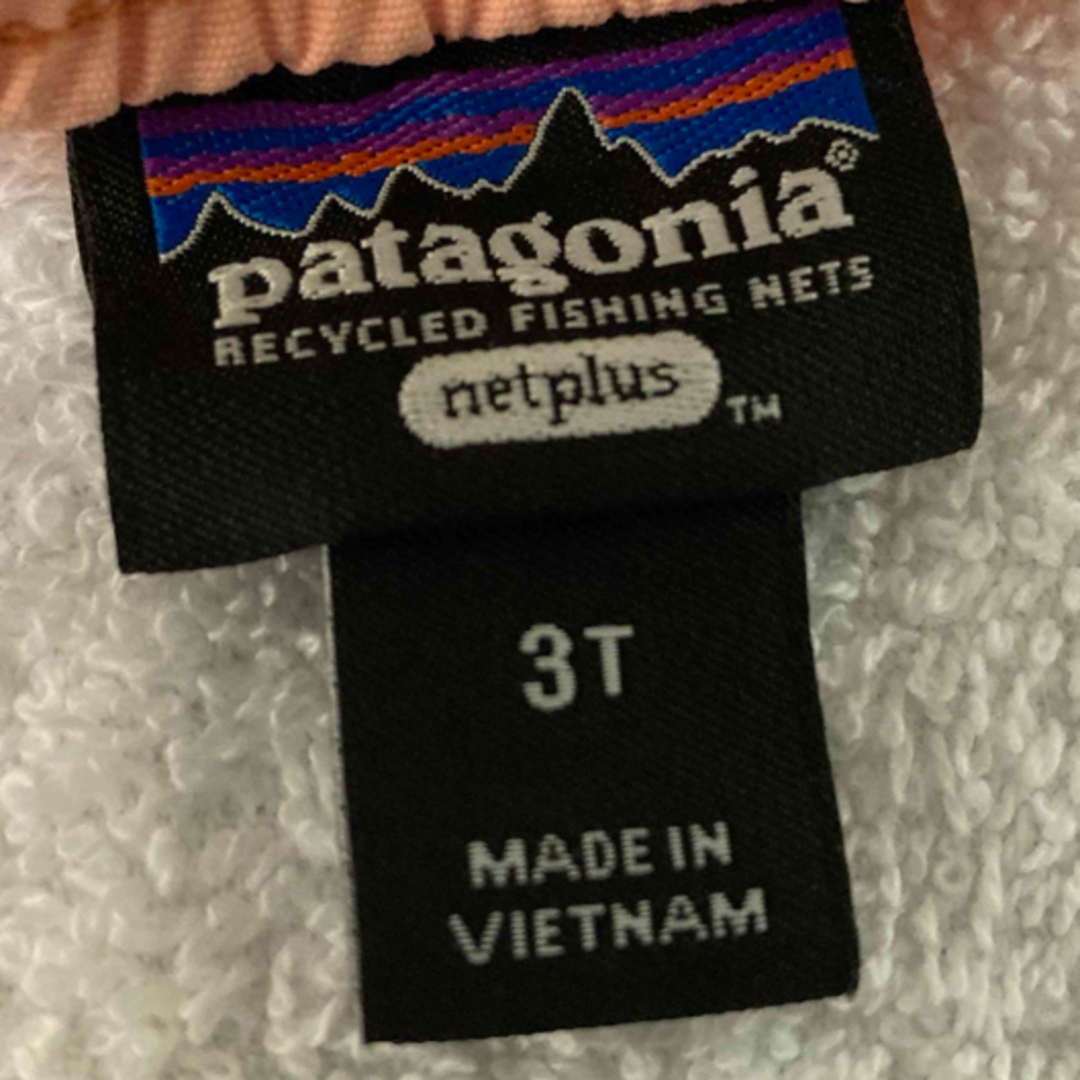 patagonia®
RECYCLED FISHING NETS
netplus ™
3T
MADE IN
VIETNAM